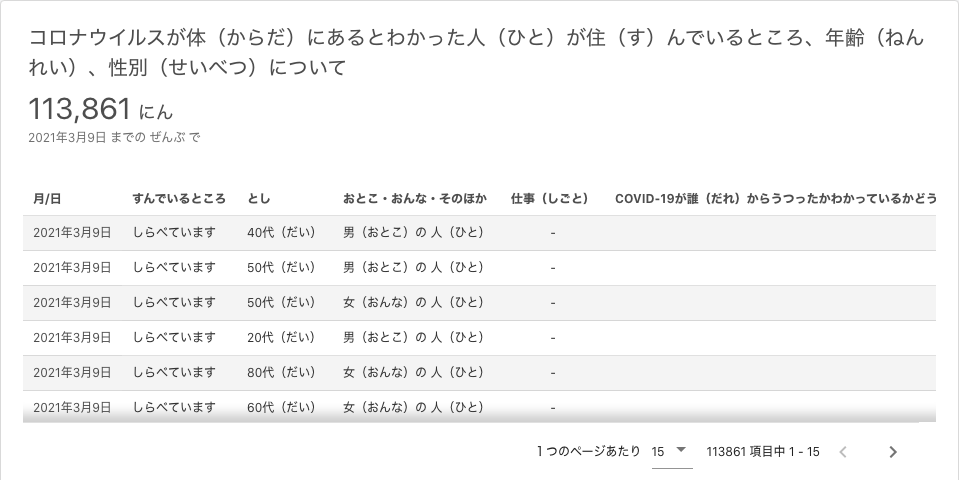 コロナウイルスが体（からだ）にあるとわかった人（ひと）が住（す）んでいるところ、年齢（ねん
れい）、性別（せいべつ）について
113,861 にん
2021年3月9日 までの ぜんぶ で
月/日 すんでいるところ とし おとこ・おんな・そのほか 仕事（しごと） COVID-19が誰（だれ）からうつったかわかっているかどう
2021年3月9日 しらべています 40代（だい） 男（おとこ）の 人（ひと） -
2021年3月9日 しらべています 50代（だい） 男（おとこ）の 人（ひと） -
2021年3月9日 しらべています 50代（だい） 女（おんな）の 人（ひと） -
2021年3月9日 しらべています 20代（だい） 男（おとこ）の 人（ひと） -
2021年3月9日 しらべています 80代（だい） 女（おんな）の 人（ひと） -
2021年3月9日 しらべています 60代（だい） 女（おんな）の 人（ひと） -
1 つのページあたり 15 113861 項目中 1 - 15